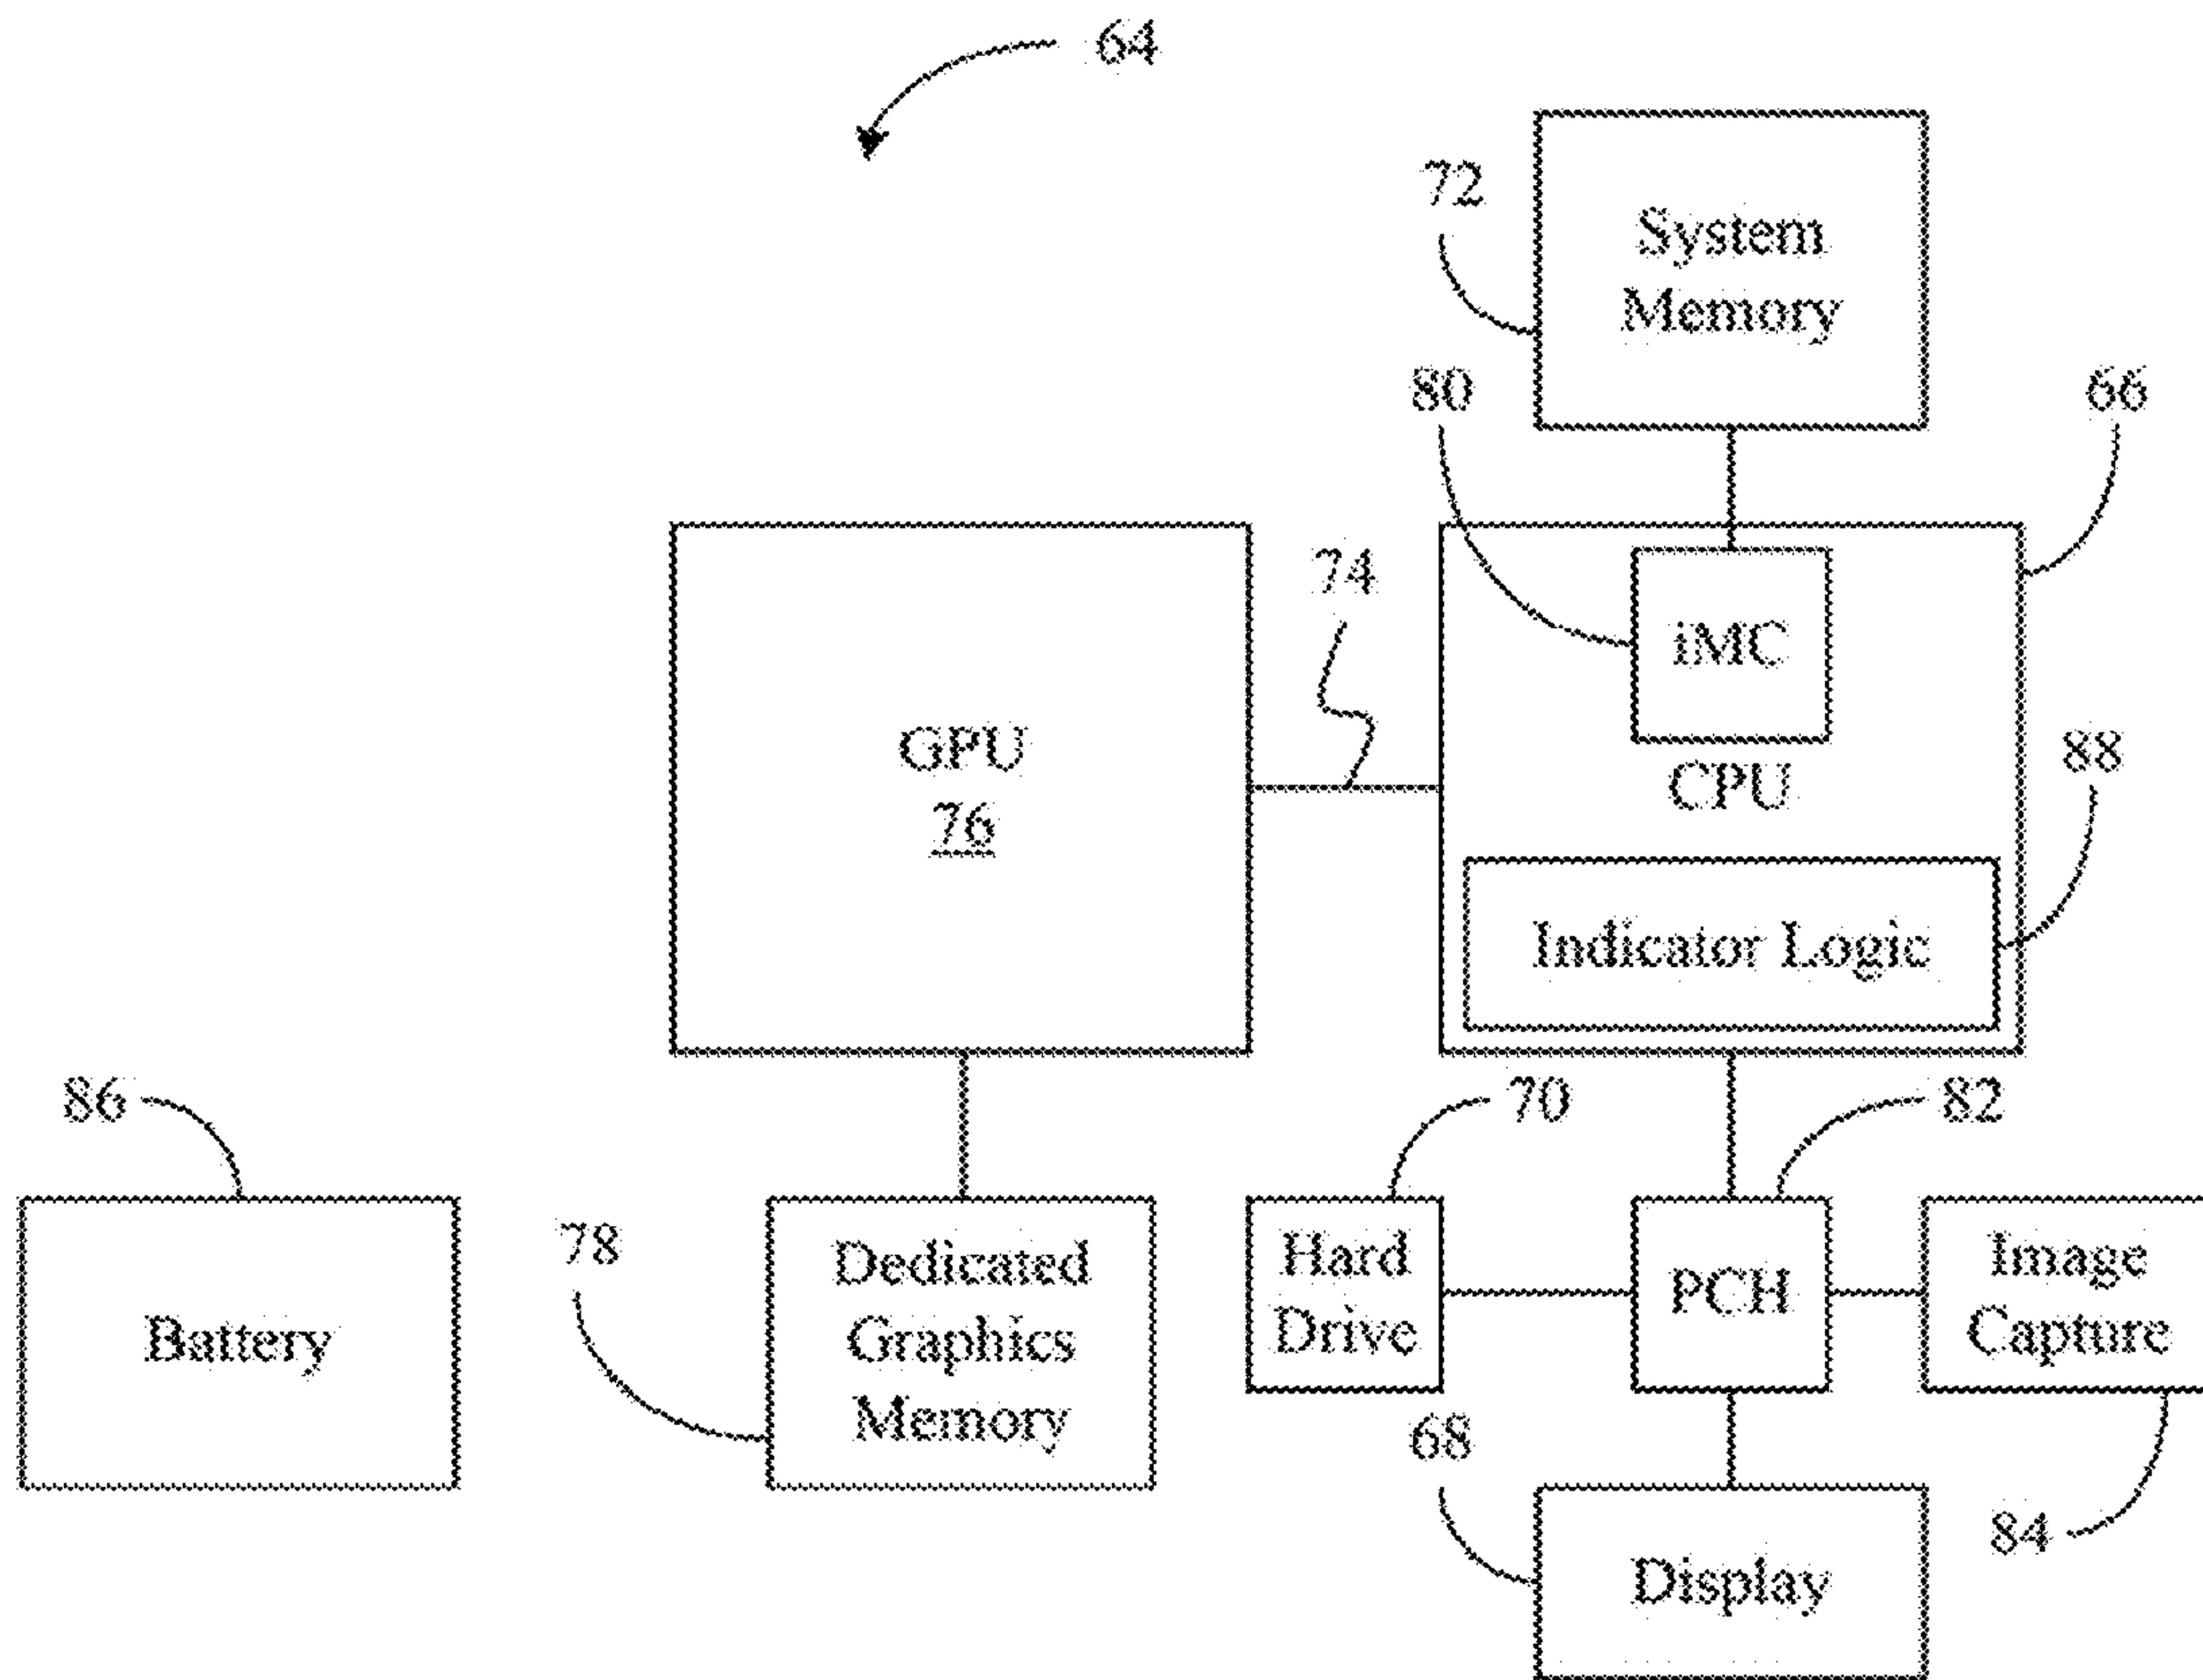 64
72
System
Memory
80
66
74
iMC
GPU
76
CPU
88
Indicator Logic
86
70
82
78
Battery
Dedicated
Graphics
Memory
Hard
Drive
PCH
Image
Capture
68
84
Display